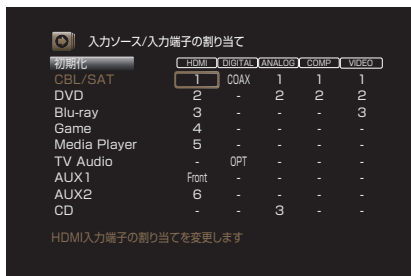 入力ソース/入力端子の割り当て
初期化 HDMI DIGITAL ANALOG COMP VIDEO
CBL/SAT 1 COAX 1 1 1
DVD 2 - 2 2 2
Blu-ray 3 - - - 3
Game 4 - - - -
Media Player 5 - - - -
TV Audio - OPT - - -
AUX1 Front - - - -
AUX2 6 - - - -
CD - - 3 - -
HDMI入力端子の割り当てを変更します